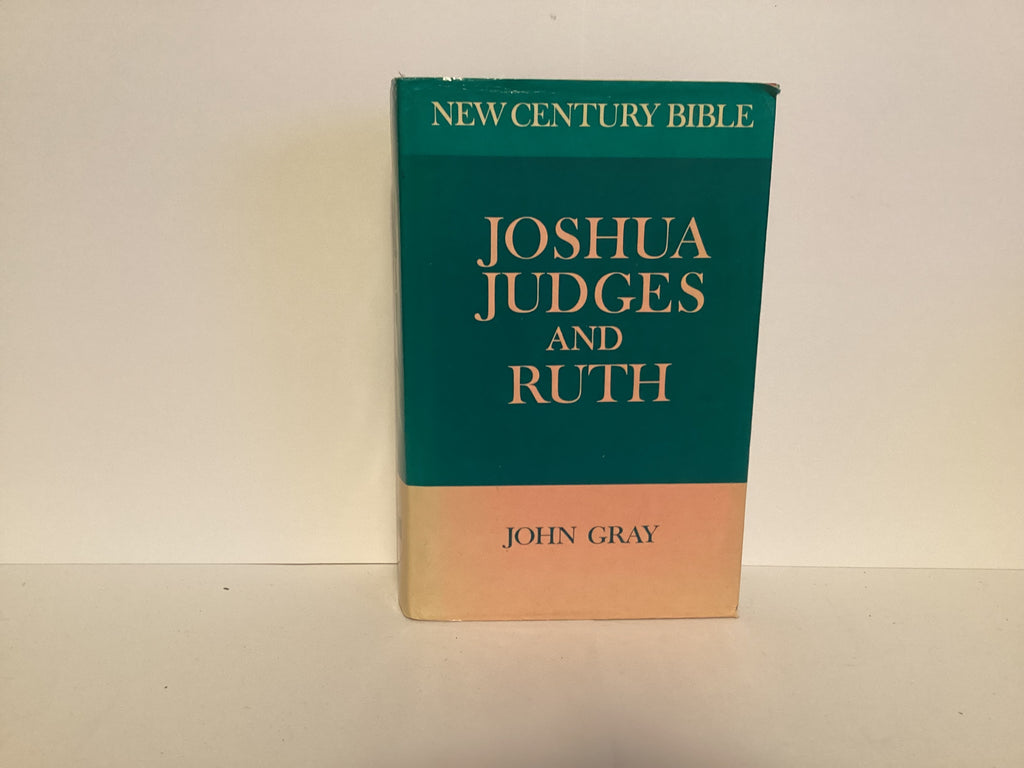 NEW CENTURY BIBLE
JOSHUA
JUDGES
AND
RUTH
JOHN GRAY